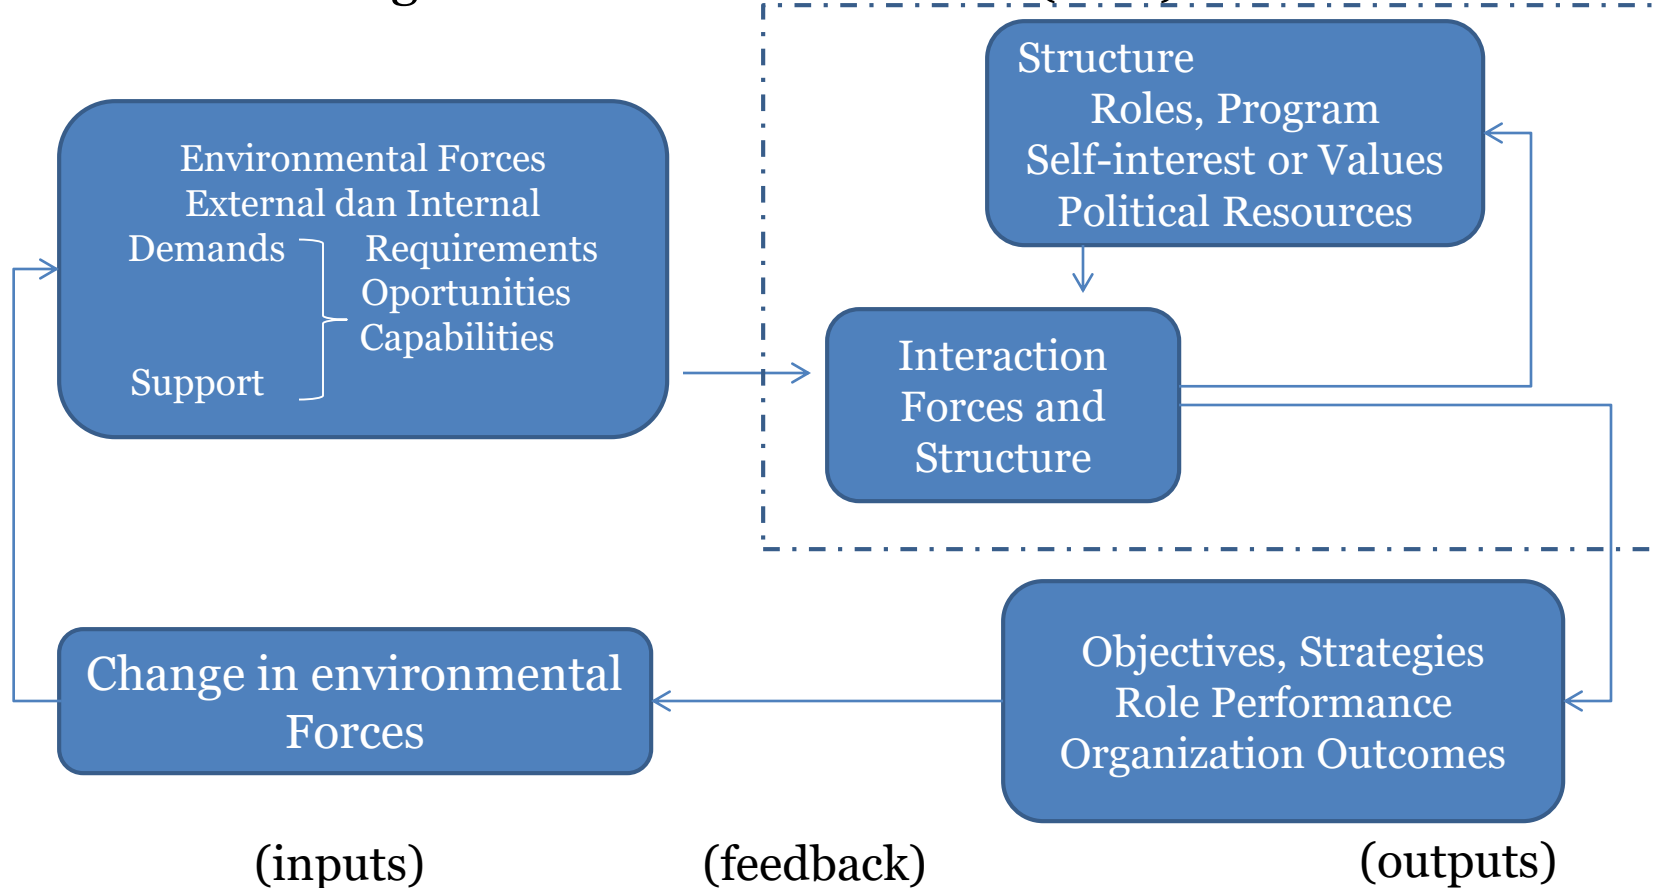 Structure
Roles, Program
Self-interest or Values
Political Resources
Environmental Forces
External dan Internal
Demands Requirements
Oportunities
Capabilities
Support
Interaction
Forces and
Structure
Change in environmental
Forces
Objectives, Strategies
Role Performance
Organization Outcomes
(inputs) (feedback) (outputs)